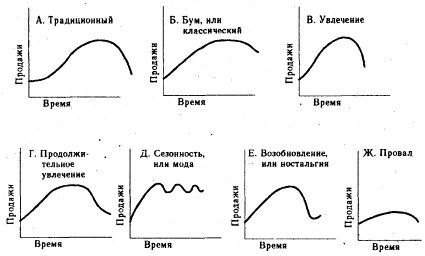 А. Традиционный
Продажи
Время
Б. Бум, или
классический
Продажи
Время
В. Увлечение
Продажи
Время
Г. Продолжи-
тельное
увлечение
Продажи
Время
Д. Сезонность,
или мода
Продажи
Время
Е. Возобновление,
или ностальгия
Продажи
Время
Ж. Провал
Продажи
Время